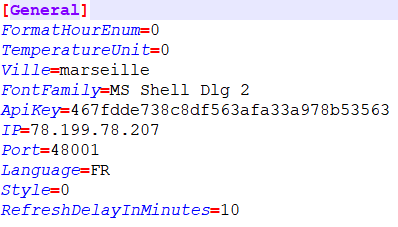 [General]
FormatHourEnum=0
TemperatureUnit=0
Ville=marseille
FontFamily=MS Shell Dlg 2
ApiKey=467fdde738c8df563afa33a978b53563
IP=78.199.78.207
Port=48001
Language=FR
Style=0
RefreshDelayInMinutes=10